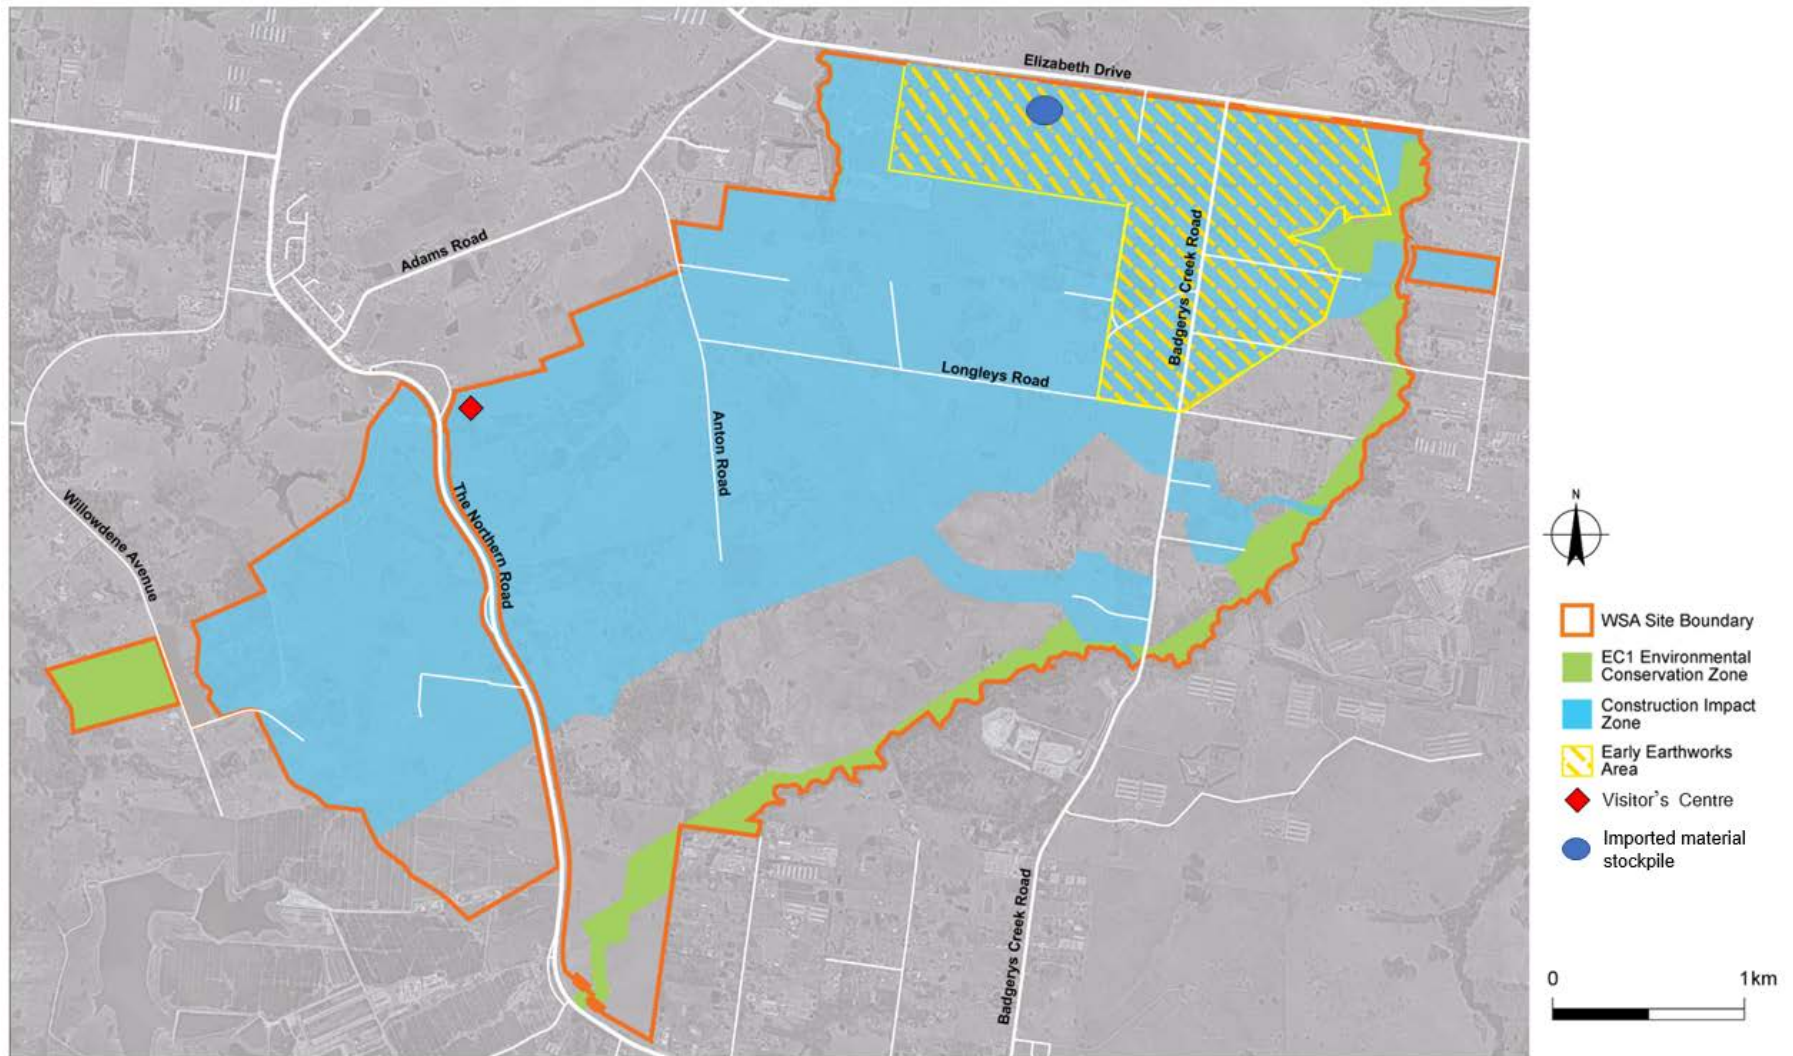 Elizabeth Drive
Adams Road
Badgerys Creek Road
Longleys Road
Anton Road
The Northern Road
Willowdene Avenue
Badgerys Creek Road
N
WSA Site Boundary
EC1 Environmental
Conservation Zone
Construction Impact
Zone
Early Earthworks
Area
Visitor's Centre
Imported material
stockpile
0 1km